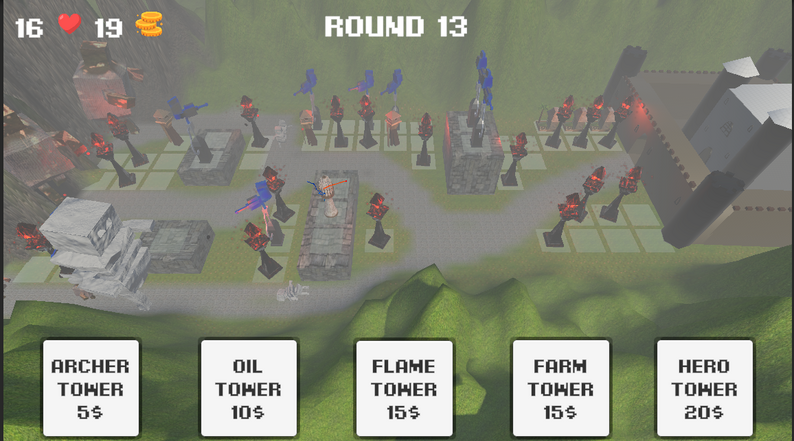 16 19 ROUND 13
ARCHER
TOWER
5$
OIL
TOWER
10$
FLAME
TOWER
15$
FARM
TOWER
15$
HERO
TOWER
20$